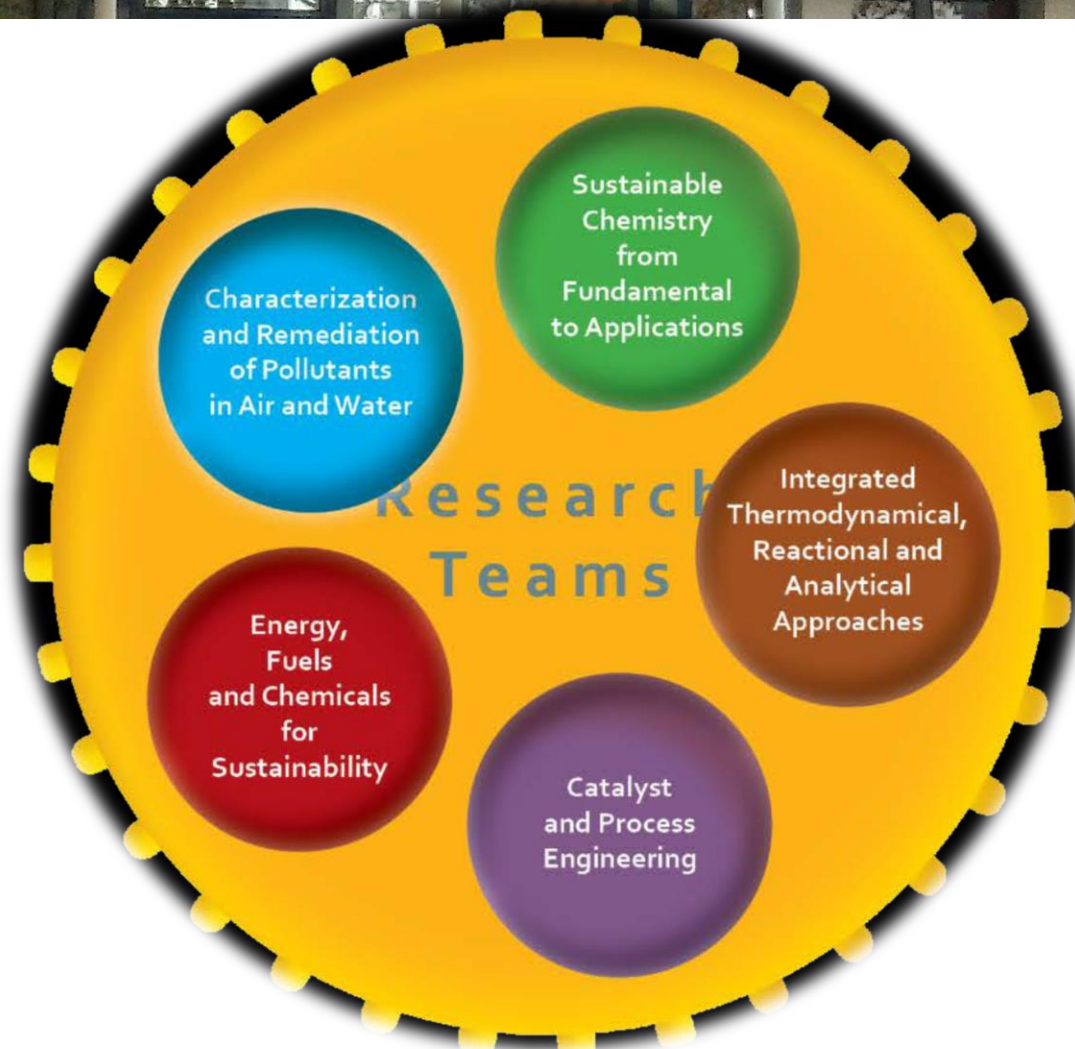 Sustainable
Chemistry
from
Fundamental
to Applications
Characterization
and Remediation
of Pollutants
in Air and Water
Integrated
Thermodynamical,
Reactional and
Analytical
Approaches
Research
Teams
Energy,
Fuels
and Chemicals
for
Sustainability
Catalyst
and Process
Engineering